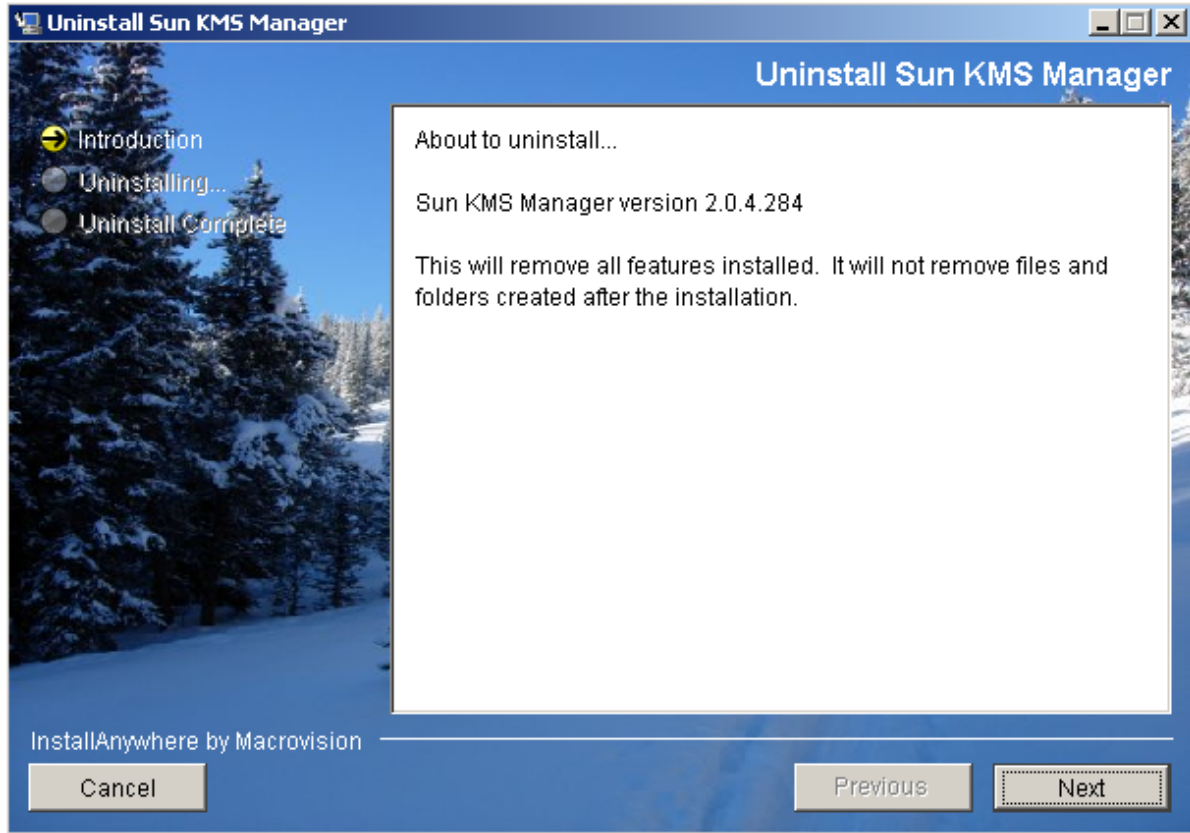 Uninstall Sun KMS Manager
Uninstall Sun KMS Manager
Introduction
Uninstalling...
Uninstall Complete
About to uninstall...
Sun KMS Manager version 2.0.4.284
This will remove all features installed.  It will not remove files and
folders created after the installation.
InstallAnywhere by Macrovision
Cancel
Previous
Next